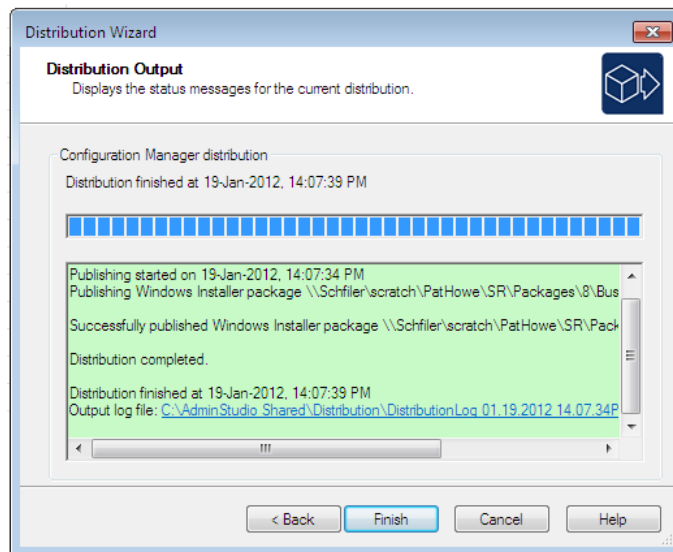 Distribution Wizard
Distribution Output
Displays the status messages for the current distribution.
Configuration Manager distribution
Distribution finished at 19-Jan-2012, 14:07:39 PM
Publishing started on 19-Jan-2012, 14:07:34 PM
Publishing Windows Installer package \\Schfiler\scratch\PatHowe\SR\Packages\8\Bus
Successfully published Windows Installer package \\Schfiler\scratch\PatHowe\SR\Pack
Distribution completed.
Distribution finished at 19-Jan-2012, 14:07:39 PM
Output log file: C:\AdminStudio Shared\Distribution\DistributionLog 01.19.2012 14.07.34P
< Back Finish Cancel Help